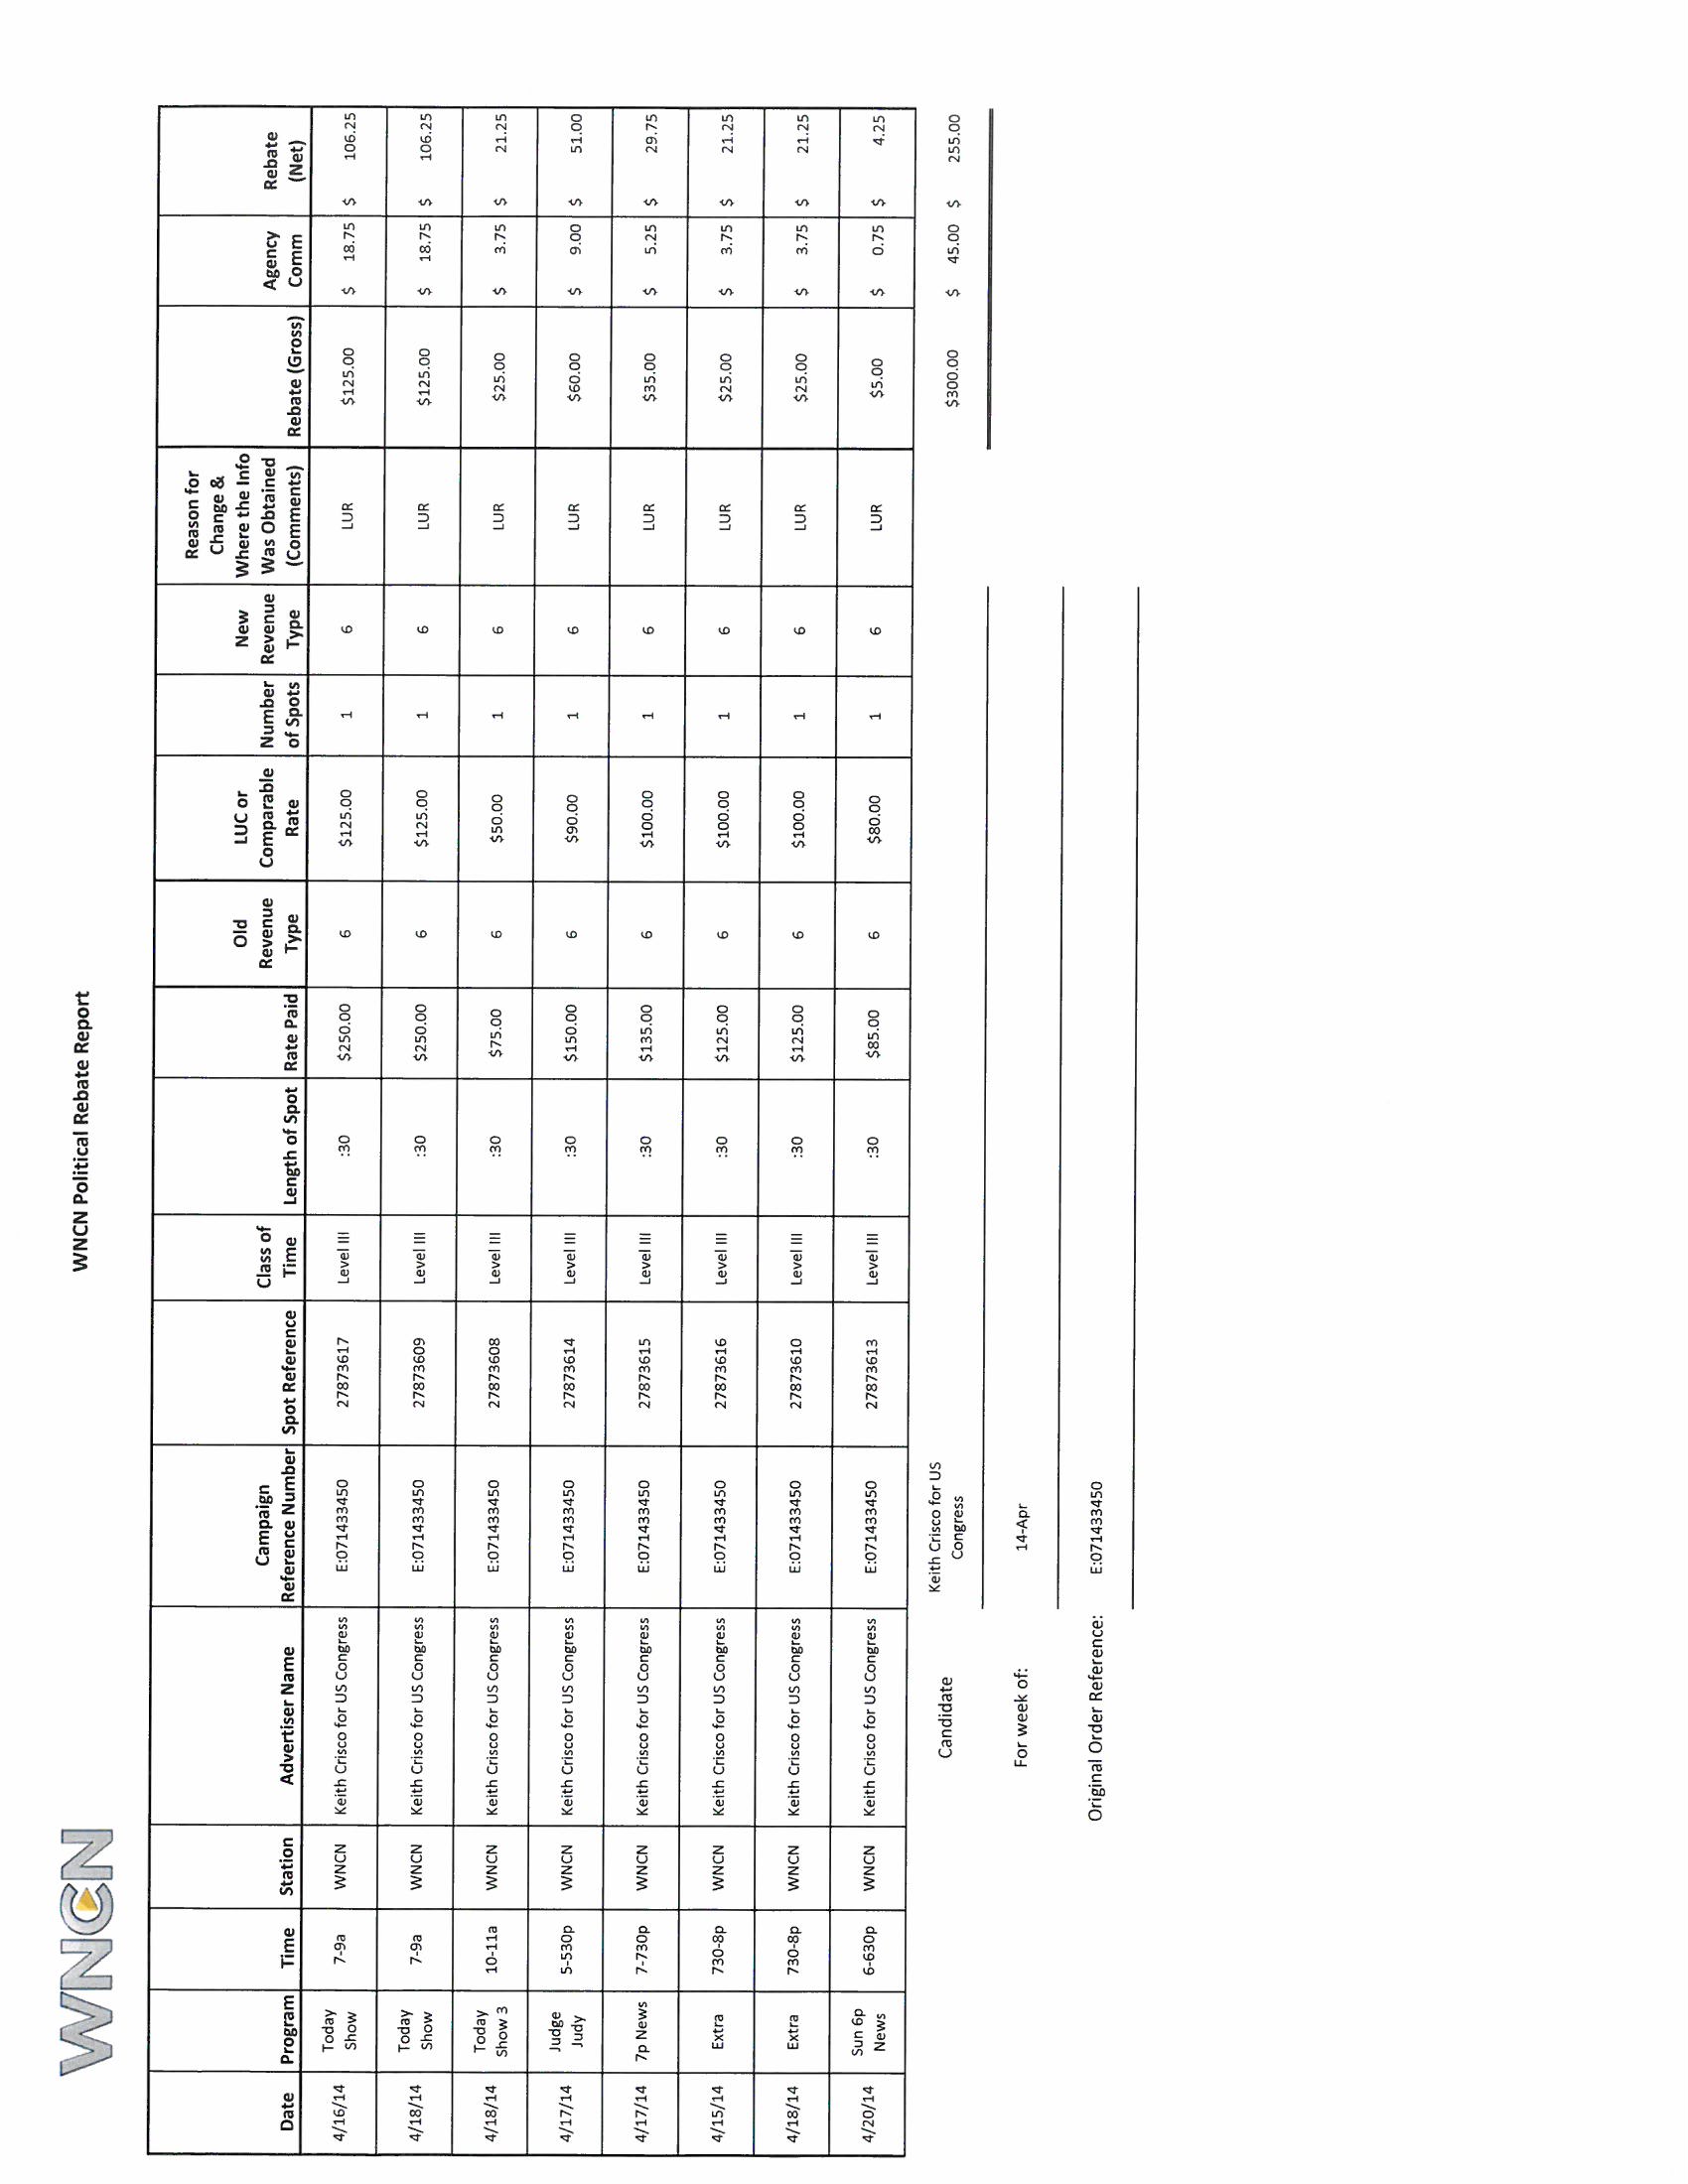 WNCN
WNCN Political Rebate Report
Date Program Time Station Advertiser Name Campaign Reference Number Spot Reference Class of Time Length of Spot Rate Paid Old Revenue Type LUC or Comparable Rate Number of Spots New Revenue Type Reason for Change & Where the Info Was Obtained (Comments) Rebate (Gross) Agency Comm Rebate (Net)
4/16/14 Today Show 7-9a WNCN Keith Crisco for US Congress E:071433450 27873617 Level III :30 $250.00 6 $125.00 1 6 LUR $125.00 $ 18.75 $ 106.25
4/18/14 Today Show 7-9a WNCN Keith Crisco for US Congress E:071433450 27873609 Level III :30 $250.00 6 $125.00 1 6 LUR $125.00 $ 18.75 $ 106.25
4/18/14 Today Show 3 10-11a WNCN Keith Crisco for US Congress E:071433450 27873608 Level III :30 $75.00 6 $50.00 1 6 LUR $25.00 $ 3.75 $ 21.25
4/17/14 Judge Judy 5-530p WNCN Keith Crisco for US Congress E:071433450 27873614 Level III :30 $150.00 6 $90.00 1 6 LUR $60.00 $ 9.00 $ 51.00
4/17/14 7p News 7-730p WNCN Keith Crisco for US Congress E:071433450 27873615 Level III :30 $135.00 6 $100.00 1 6 LUR $35.00 $ 5.25 $ 29.75
4/15/14 Extra 730-8p WNCN Keith Crisco for US Congress E:071433450 27873616 Level III :30 $125.00 6 $100.00 1 6 LUR $25.00 $ 3.75 $ 21.25
4/18/14 Extra 730-8p WNCN Keith Crisco for US Congress E:071433450 27873610 Level III :30 $125.00 6 $100.00 1 6 LUR $25.00 $ 3.75 $ 21.25
4/20/14 Sun 6p News 6-630p WNCN Keith Crisco for US Congress E:071433450 27873613 Level III :30 $85.00 6 $80.00 1 6 LUR $5.00 $ 0.75 $ 4.25
Candidate Keith Crisco for US Congress $300.00 $ 45.00 $ 255.00
For week of: 14-Apr
Original Order Reference: E:071433450